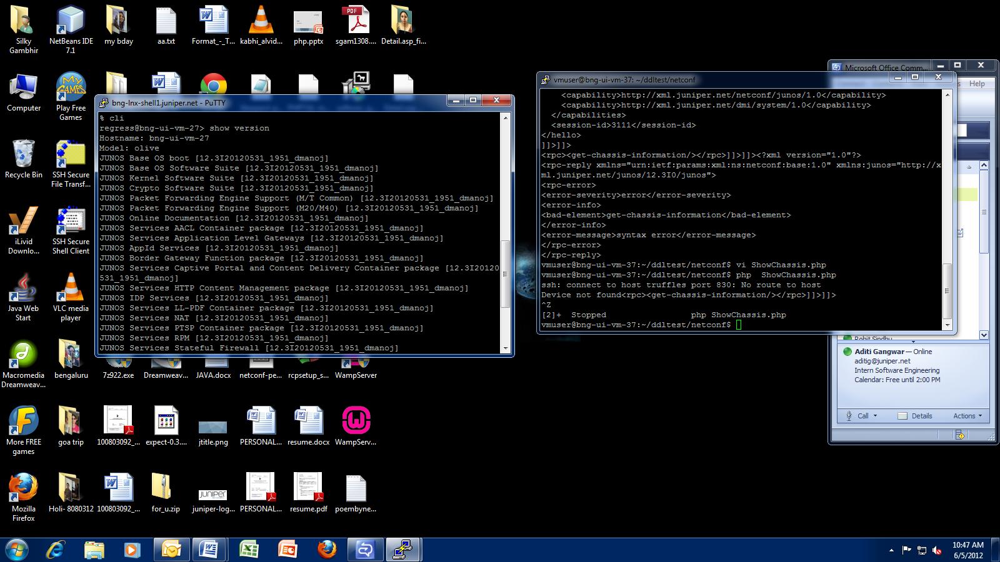 Silky Gambhir
NetBeans IDE 7.1
my bday
aa.txt
Format_-_T...
kabhi_alvid...
php.pptx
sgam1308....
Detail.asp_fi...
PDF
Computer
Play Free Games
MY GAMES
Recycle Bin
SSH Secure File Transf...
iLivid Downlo...
SSH Secure Shell Client
Java Web Start
VLC media player
Macromedia Dreamweav...
bengaluru
7z922.exe
Dreamweav...
JAVA.docx
netconf-pe...
rcpsetup_s...
WampServer
More FREE games
goa trip
100803092_...
expect-0.3....
jtitle.png
PERSONAL...
resume.docx
WampServ...
Mozilla Firefox
Holi- 8080312
100803092_...
for_u.zip
juniper-log...
PERSONAL...
resume.pdf
poembyne...
bng-lnx-shell1.juniper.net - PuTTY
% cli
regress@bng-ui-vm-27> show version
Hostname: bng-ui-vm-27
Model: olive
JUNOS Base OS boot [12.3I20120531_1951_dmanoj]
JUNOS Base OS Software Suite [12.3I20120531_1951_dmanoj]
JUNOS Kernel Software Suite [12.3I20120531_1951_dmanoj]
JUNOS Crypto Software Suite [12.3I20120531_1951_dmanoj]
JUNOS Packet Forwarding Engine Support (M/T Common) [12.3I20120531_1951_dmanoj]
JUNOS Packet Forwarding Engine Support (M20/M40) [12.3I20120531_1951_dmanoj]
JUNOS Online Documentation [12.3I20120531_1951_dmanoj]
JUNOS Services AACL Container package [12.3I20120531_1951_dmanoj]
JUNOS Services Application Level Gateways [12.3I20120531_1951_dmanoj]
JUNOS AppId Services [12.3I20120531_1951_dmanoj]
JUNOS Border Gateway Function package [12.3I20120531_1951_dmanoj]
JUNOS Services Captive Portal and Content Delivery Container package [12.3I20120
531_1951_dmanoj]
JUNOS Services HTTP Content Management package [12.3I20120531_1951_dmanoj]
JUNOS IDP Services [12.3I20120531_1951_dmanoj]
JUNOS Services LL-PDF Container package [12.3I20120531_1951_dmanoj]
JUNOS Services NAT [12.3I20120531_1951_dmanoj]
JUNOS Services PTSP Container package [12.3I20120531_1951_dmanoj]
JUNOS Services RPM [12.3I20120531_1951_dmanoj]
JUNOS Services Stateful Firewall [12.3I20120531_1951_dmanoj]
vmuser@bng-ui-vm-37: ~/ddltest/netconf
<capability>http://xml.juniper.net/netconf/junos/1.0</capability>
<capability>http://xml.juniper.net/dmi/system/1.0</capability>
</capabilities>
<session-id>3111</session-id>
</hello>
]]>]]>
<rpc><get-chassis-information/></rpc>]]>]]><?xml version="1.0"?>
<rpc-reply xmlns="urn:ietf:params:xml:ns:netconf:base:1.0" xmlns:junos="http://x
ml.juniper.net/junos/12.3I0/junos">
<rpc-error>
<error-severity>error</error-severity>
<error-info>
<bad-element>get-chassis-information</bad-element>
</error-info>
<error-message>syntax error</error-message>
</rpc-error>
</rpc-reply>
vmuser@bng-ui-vm-37:~/ddltest/netconf$ vi ShowChassis.php
vmuser@bng-ui-vm-37:~/ddltest/netconf$ php  ShowChassis.php
ssh: connect to host truffles port 830: No route to host
Device not found<rpc><get-chassis-information/></rpc>]]>]]>
^Z
[2]+  Stopped                 php ShowChassis.php
vmuser@bng-ui-vm-37:~/ddltest/netconf$
Microsoft Office Comm...
Help
Rohit Sindhu
Aditi Gangwar — Online
aditig@juniper.net
Intern Software Engineering
Calendar: Free until 2:00 PM
Call
Details
Actions
10:47 AM
6/5/2012